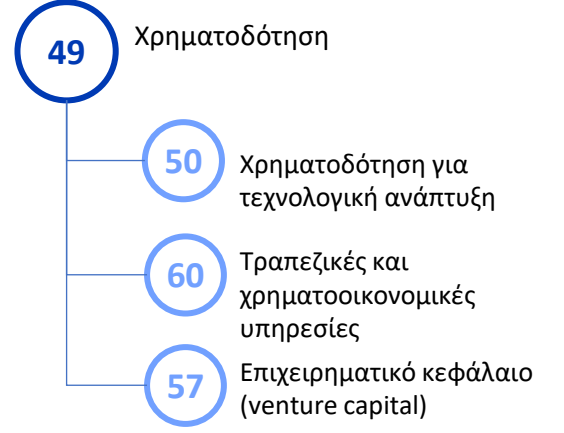 49
Χρηματοδότηση
50
Χρηματοδότηση για
τεχνολογική ανάπτυξη
60
Τραπεζικές και
χρηματοοικονομικές
υπηρεσίες
57
Επιχειρηματικό κεφάλαιο
(venture capital)